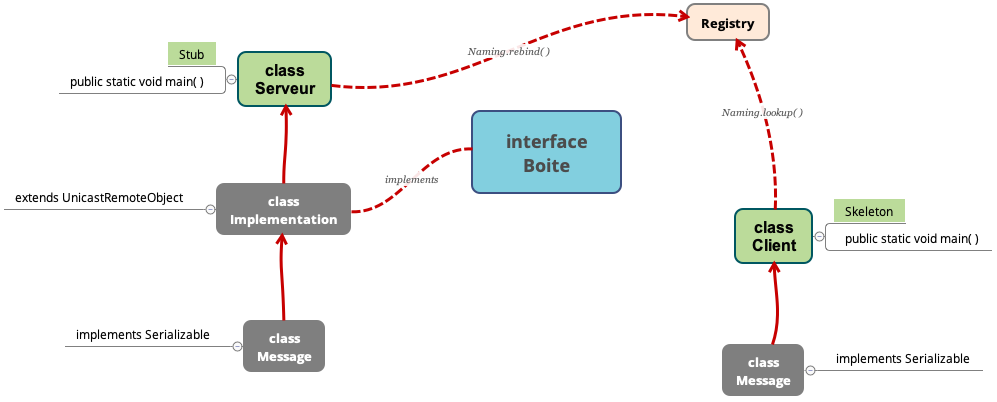 Registry
Naming.rebind( )
Stub
public static void main( )
class
Serveur
interface
Boite
Naming.lookup( )
implements
extends UnicastRemoteObject
class
Implementation
Skeleton
public static void main( )
class
Client
implements Serializable
class
Message
class
Message
implements Serializable